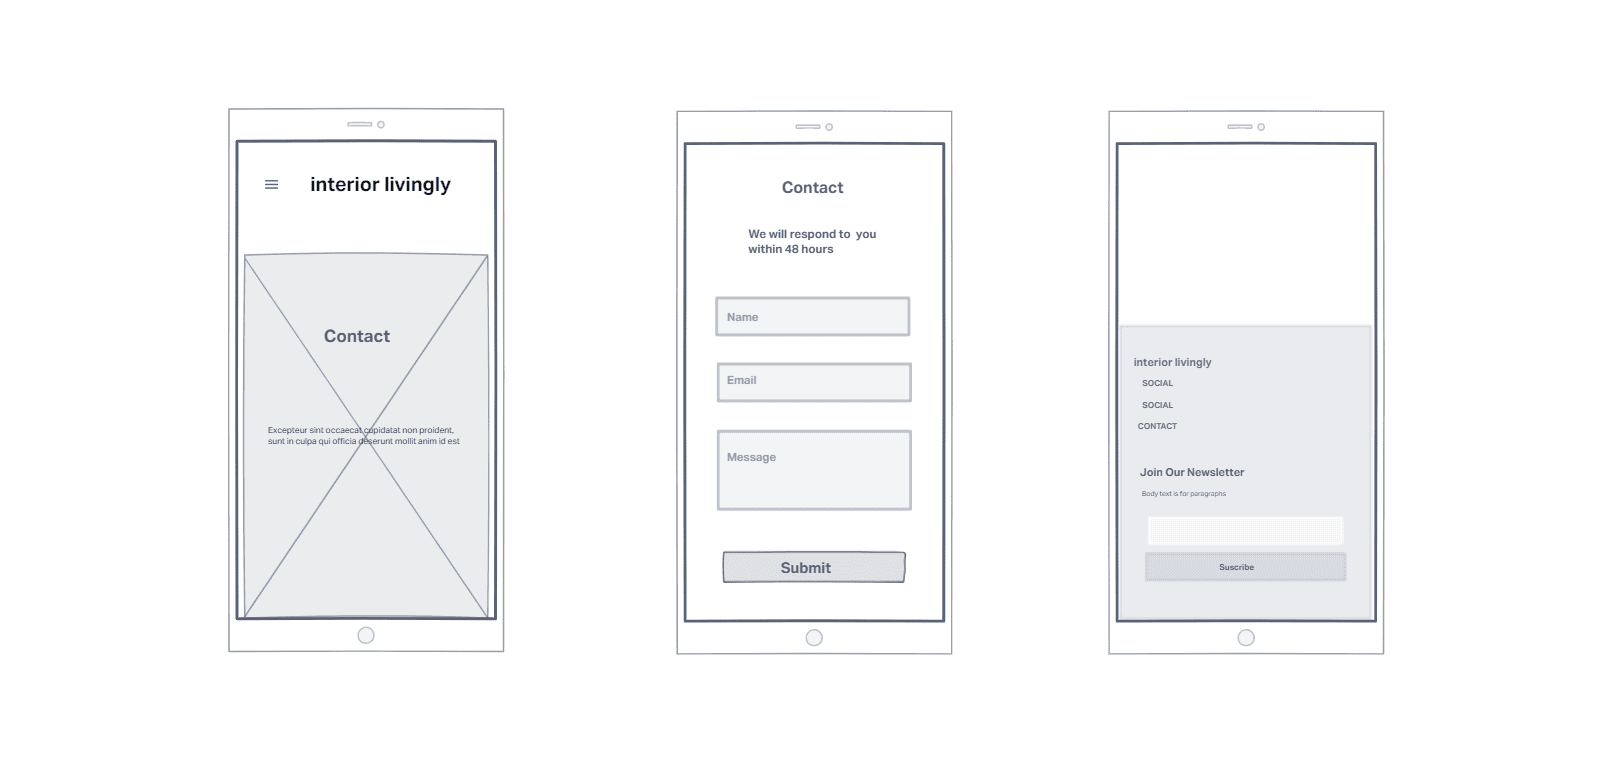 interior livingly
Contact
Excepteur sint occaecat cupidatat non proident,
sunt in culpa qui officia deserunt mollit anim id est
Contact
We will respond to you
within 48 hours
Name
Email
Message
Submit
interior livingly
SOCIAL
SOCIAL
CONTACT
Join Our Newsletter
Body text is for paragraphs
Suscribe